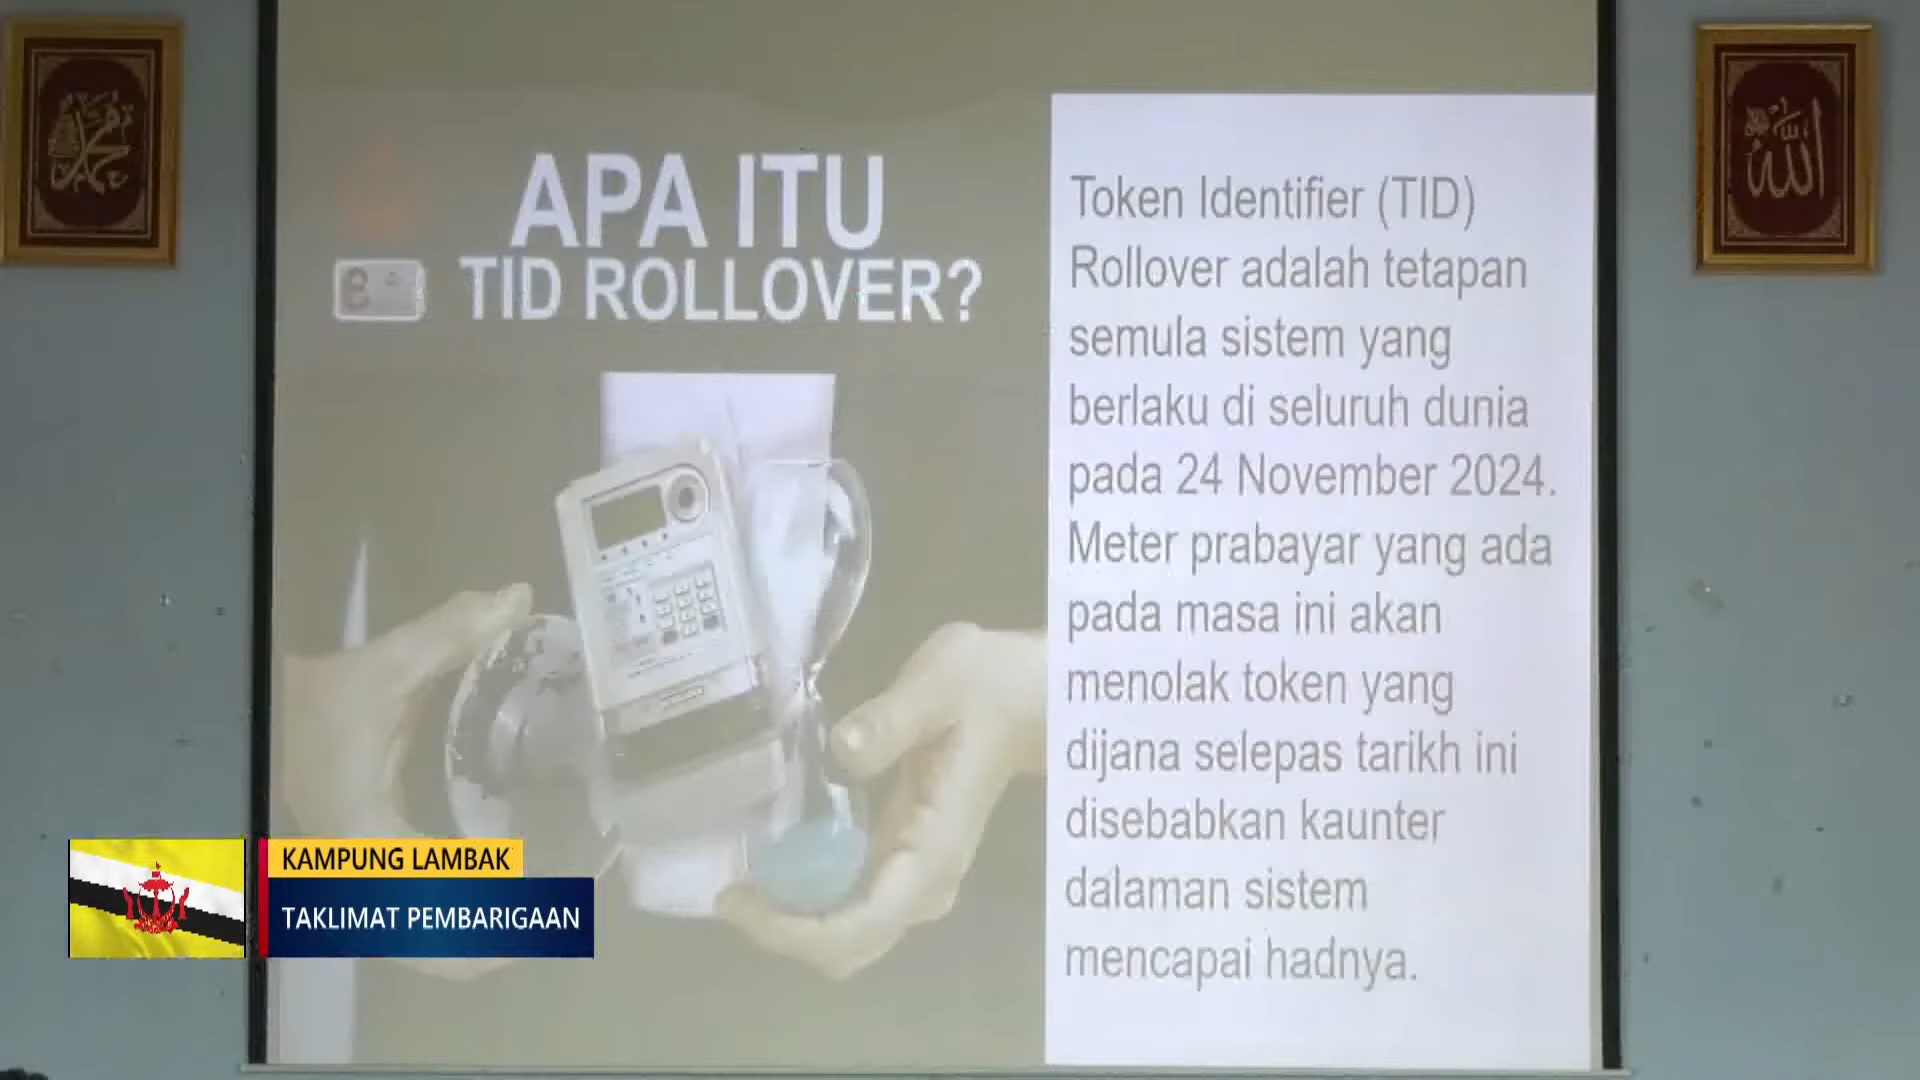 محمد
الله
APA ITU
TID ROLLOVER?
Token Identifier (TID)
Rollover adalah tetapan
semula sistem yang
berlaku di seluruh dunia
pada 24 November 2024.
Meter prabayar yang ada
pada masa ini akan
menolak token yang
dijana selepas tarikh ini
disebabkan kaunter
dalaman sistem
mencapai hadnya.
KAMPUNG LAMBAK
TAKLIMAT PEMBARIGAAN